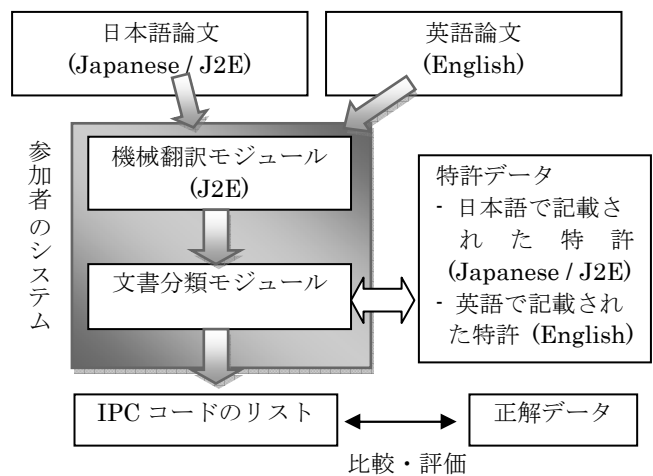 日本語論文
(Japanese / J2E)
英語論文
(English)
参加者のシステム
機械翻訳モジュール
(J2E)
文書分類モジュール
特許データ
- 日本語で記載さ
れた特許
(Japanese / J2E)
- 英語で記載され
た特許 (English)
IPC コードのリスト
正解データ
比較・評価